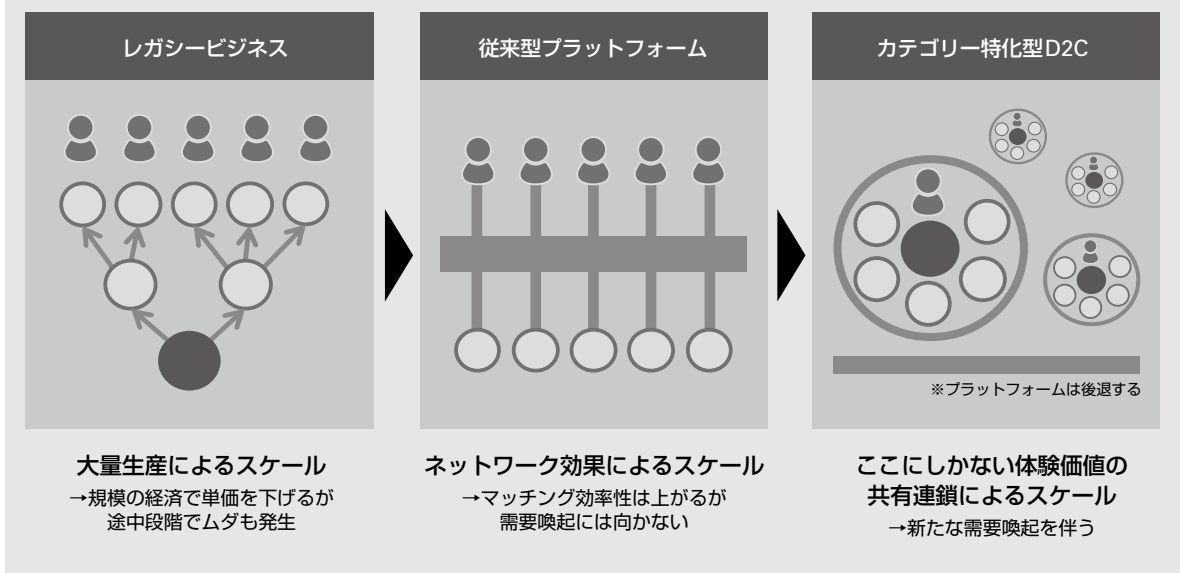 レガシービジネス
従来型プラットフォーム
カテゴリー特化型D2C
※プラットフォームは後退する
大量生産によるスケール
→規模の経済で単価を下げるが
途中段階でムダも発生
ネットワーク効果によるスケール
→マッチング効率性は上がるが
需要喚起には向かない
ここにしかない体験価値の
共有連鎖によるスケール
→新たな需要喚起を伴う